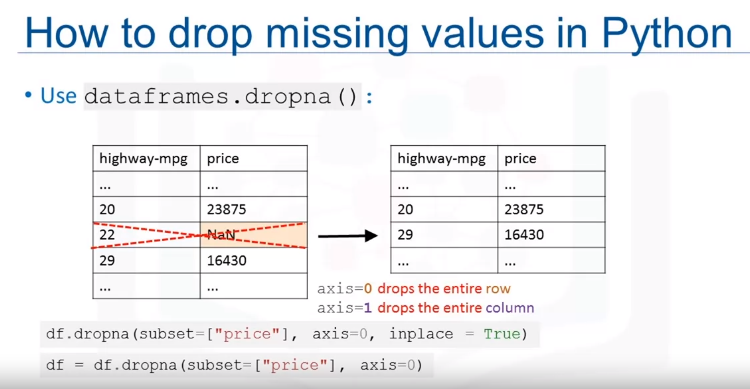 How to drop missing values in Python
• Use dataframes.dropna():
highway-mpg price
... ...
20 23875
22 NaN
29 16430
... ...
highway-mpg price
... ...
20 23875
29 16430
... ...
axis=0 drops the entire row
axis=1 drops the entire column
df.dropna(subset=["price"], axis=0, inplace = True)
df = df.dropna(subset=["price"], axis=0)